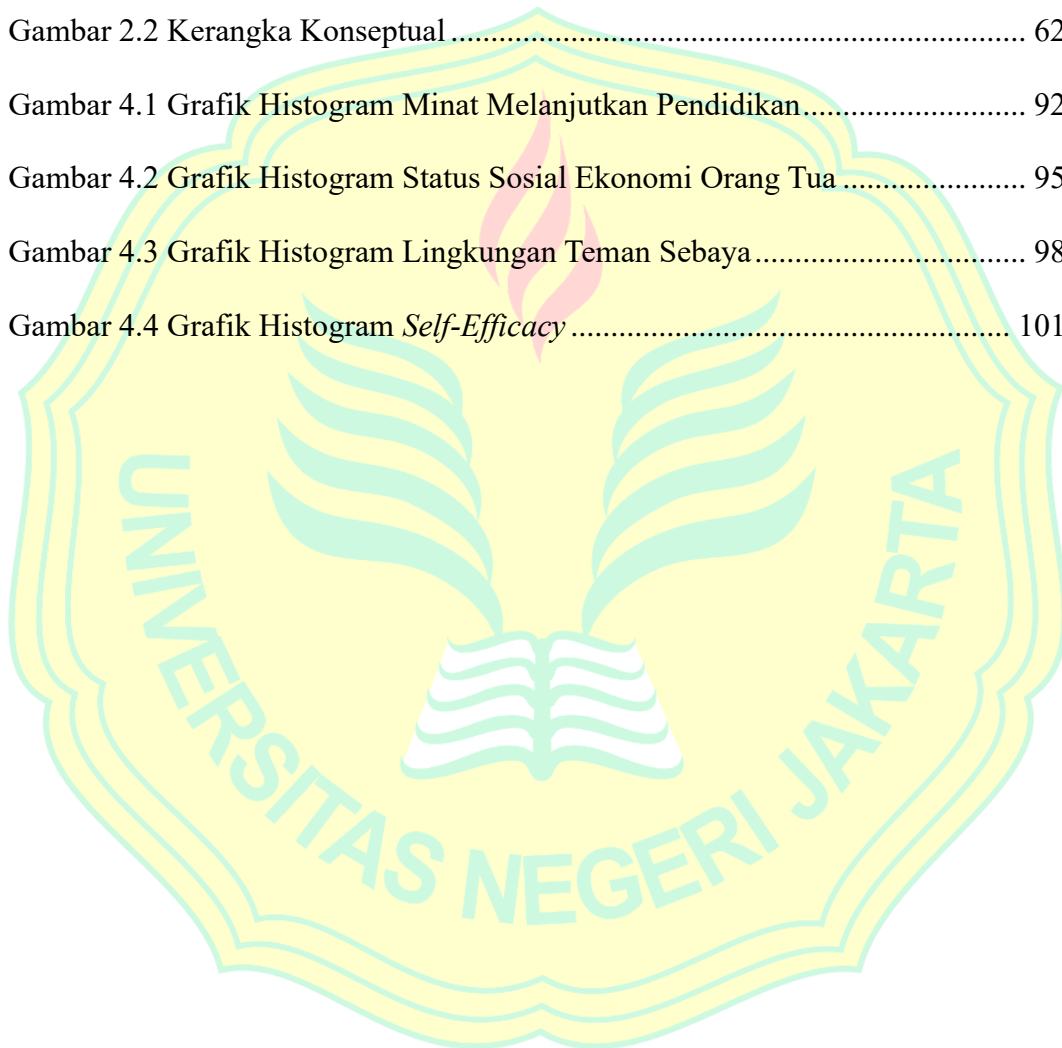 Gambar 2.2 Kerangka Konseptual ........................................................................ 62
Gambar 4.1 Grafik Histogram Minat Melanjutkan Pendidikan............................ 92
Gambar 4.2 Grafik Histogram Status Sosial Ekonomi Orang Tua ....................... 95
Gambar 4.3 Grafik Histogram Lingkungan Teman Sebaya.................................. 98
Gambar 4.4 Grafik Histogram Self-Efficacy ....................................................... 101
UNIVERSITAS NEGERI JAKARTA